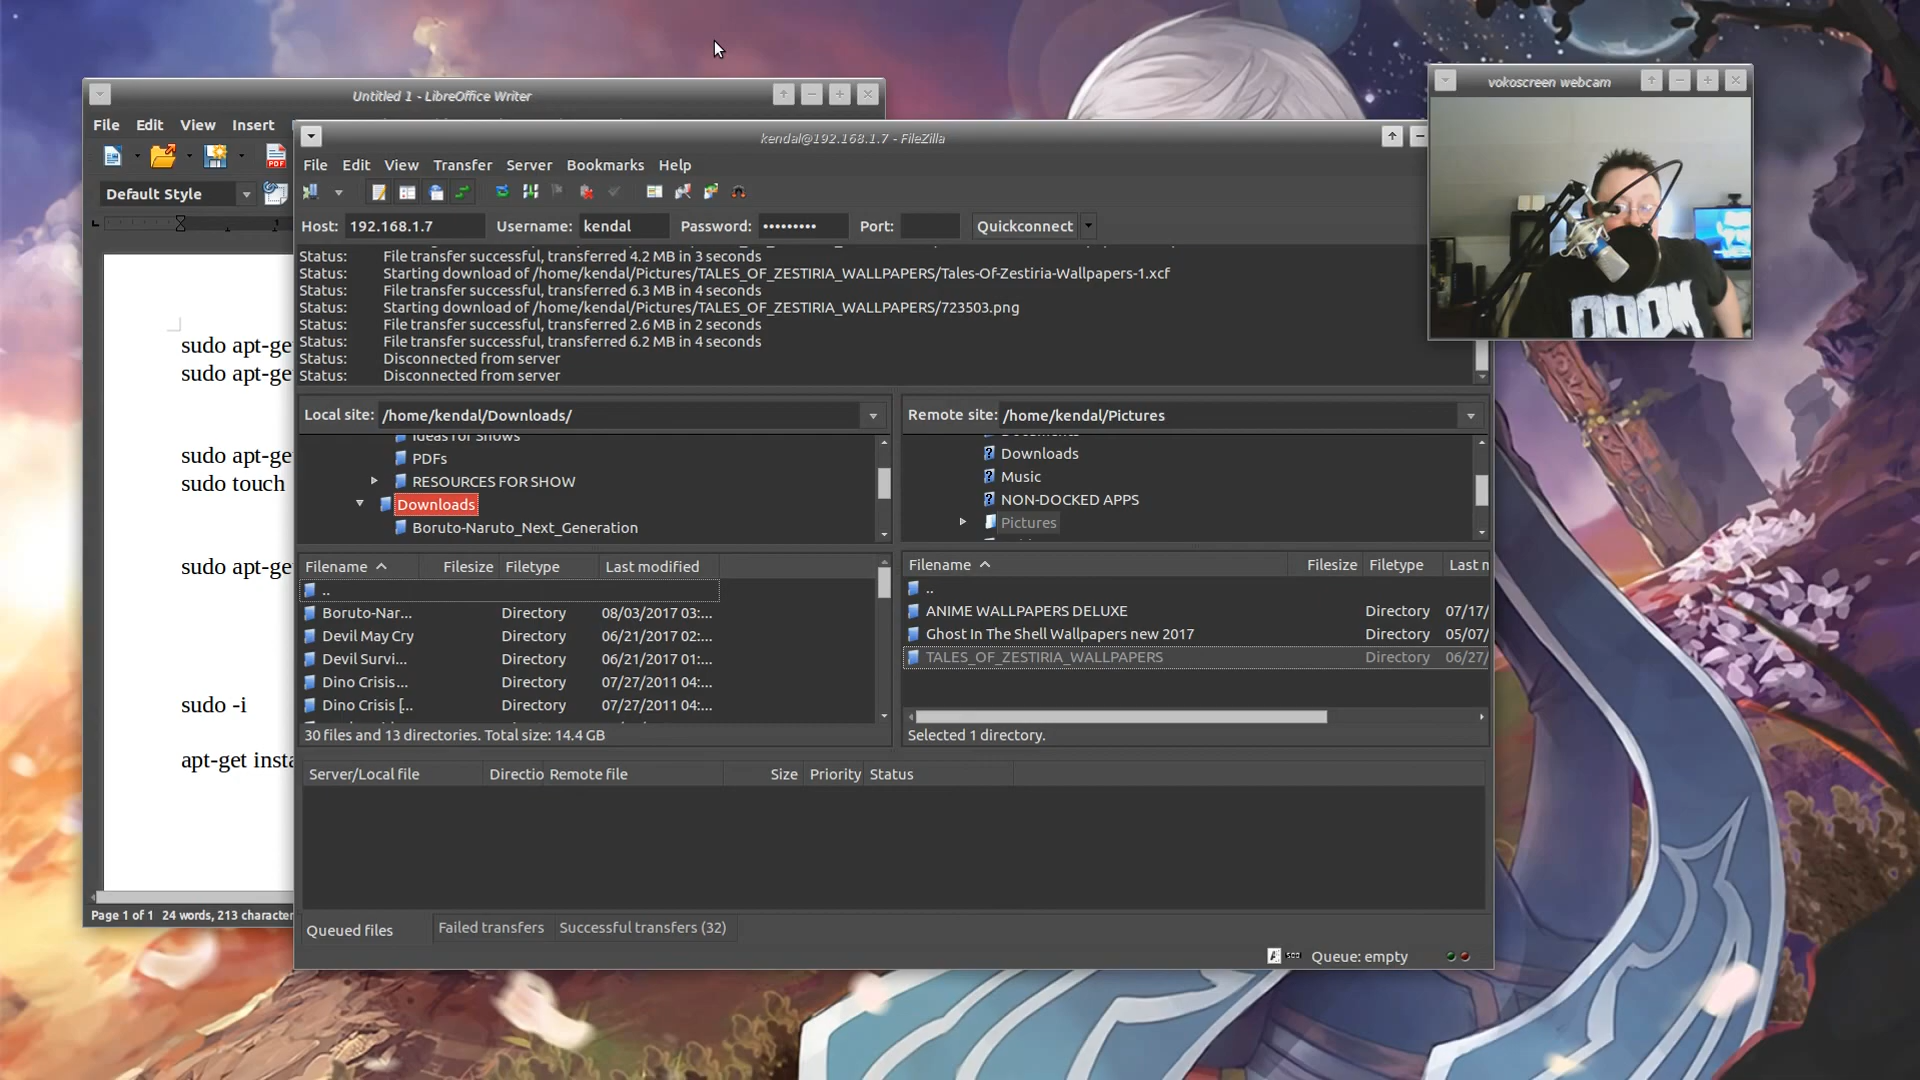 Untitled 1 - LibreOffice Writer
File Edit View Insert
PDF
Default Style
sudo apt-ge
sudo apt-ge
sudo apt-ge
sudo touch
sudo apt-ge
sudo -i
apt-get insta
Page 1 of 1 24 words, 213 character
kendal@192.168.1.7 - FileZilla
File Edit View Transfer Server Bookmarks Help
Host: 192.168.1.7 Username: kendal Password: ••••••••• Port: Quickconnect
Status: File transfer successful, transferred 4.2 MB in 3 seconds
Status: Starting download of /home/kendal/Pictures/TALES_OF_ZESTIRIA_WALLPAPERS/Tales-Of-Zestiria-Wallpapers-1.xcf
Status: File transfer successful, transferred 6.3 MB in 4 seconds
Status: Starting download of /home/kendal/Pictures/TALES_OF_ZESTIRIA_WALLPAPERS/723503.png
Status: File transfer successful, transferred 2.6 MB in 2 seconds
Status: File transfer successful, transferred 6.2 MB in 4 seconds
Status: Disconnected from server
Status: Disconnected from server
Local site: /home/kendal/Downloads/
Ideas for Shows
PDFs
RESOURCES FOR SHOW
Downloads
Boruto-Naruto_Next_Generation
Filename Filesize Filetype Last modified
..
Boruto-Nar... Directory 08/03/2017 03:...
Devil May Cry Directory 06/21/2017 02:...
Devil Survi... Directory 06/21/2017 01:...
Dino Crisis... Directory 07/27/2011 04:...
Dino Crisis [... Directory 07/27/2011 04:...
30 files and 13 directories. Total size: 14.4 GB
Remote site: /home/kendal/Pictures
Documents
Downloads
Music
NON-DOCKED APPS
Pictures
Filename Filesize Filetype Last n
..
ANIME WALLPAPERS DELUXE Directory 07/17/
Ghost In The Shell Wallpapers new 2017 Directory 05/07/
TALES_OF_ZESTIRIA_WALLPAPERS Directory 06/27/
Selected 1 directory.
Server/Local file Directio Remote file Size Priority Status
Queued files Failed transfers Successful transfers (32)
Queue: empty
vokoscreen webcam
DOOM